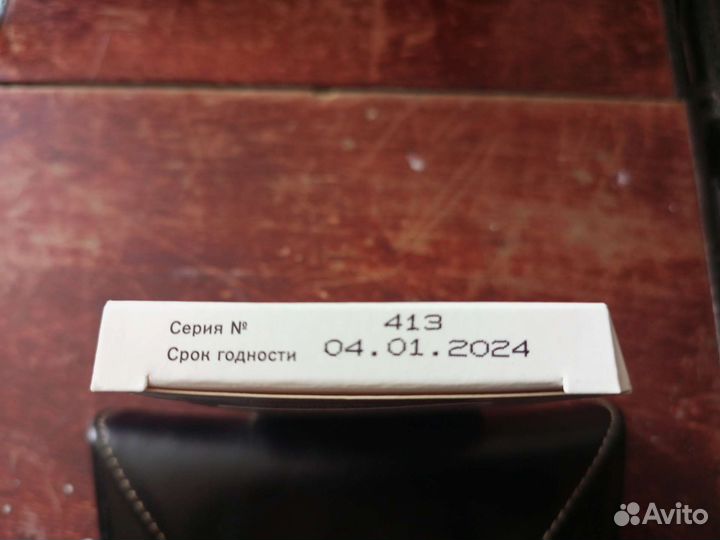 Серия № 413
Срок годности 04.01.2024
Avito